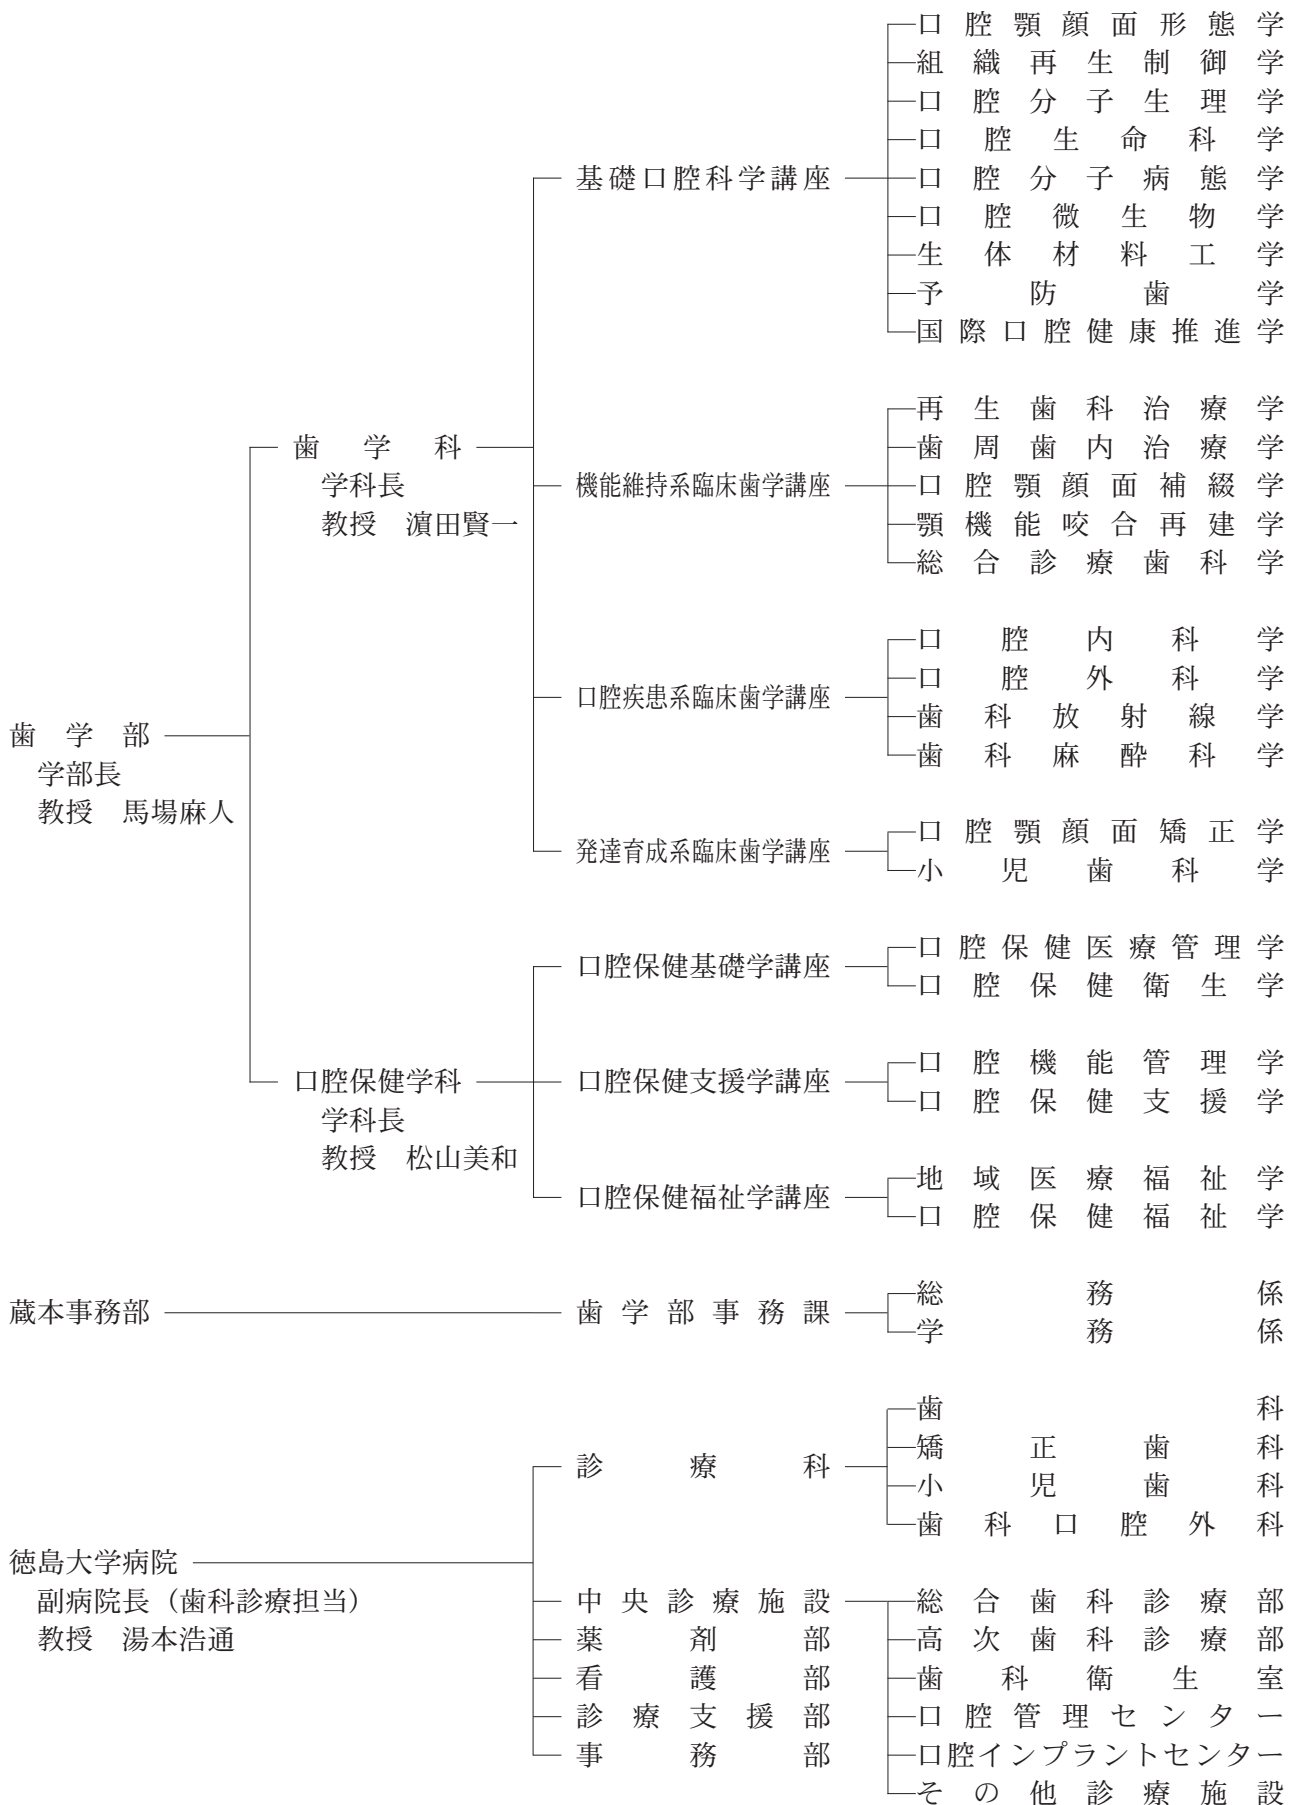 歯学部
学部長
教授 馬場麻人
歯学科
学科長
教授 濵田賢一
基礎口腔科学講座
口腔顎顔面形態学
組織再生制御学
口腔分子生理学
口腔生命科学
口腔分子病態学
口腔微生物学
生体材料工学
予防歯学
国際口腔健康推進学
機能維持系臨床歯学講座
再生歯科治療学
歯周歯内治療学
口腔顎顔面補綴学
顎機能咬合再建学
総合診療歯科学
口腔疾患系臨床歯学講座
口腔内科学
口腔外科学
歯科放射線学
歯科麻酔科学
発達育成系臨床歯学講座
口腔顎顔面矯正学
小児歯科学
口腔保健学科
学科長
教授 松山美和
口腔保健基礎学講座
口腔保健医療管理学
口腔保健衛生学
口腔保健支援学講座
口腔機能管理学
口腔保健支援学
口腔保健福祉学講座
地域医療福祉学
口腔保健福祉学
蔵本事務部
歯学部事務課
総務係
学務係
徳島大学病院
副病院長（歯科診療担当）
教授 湯本浩通
診療科
歯科
矯正歯科
小児歯科
歯科口腔外科
中央診療施設
総合歯科診療部
高次歯科診療部
歯科衛生室
口腔管理センター
口腔インプラントセンター
その他診療施設
薬剤部
看護部
診療支援部
事務部